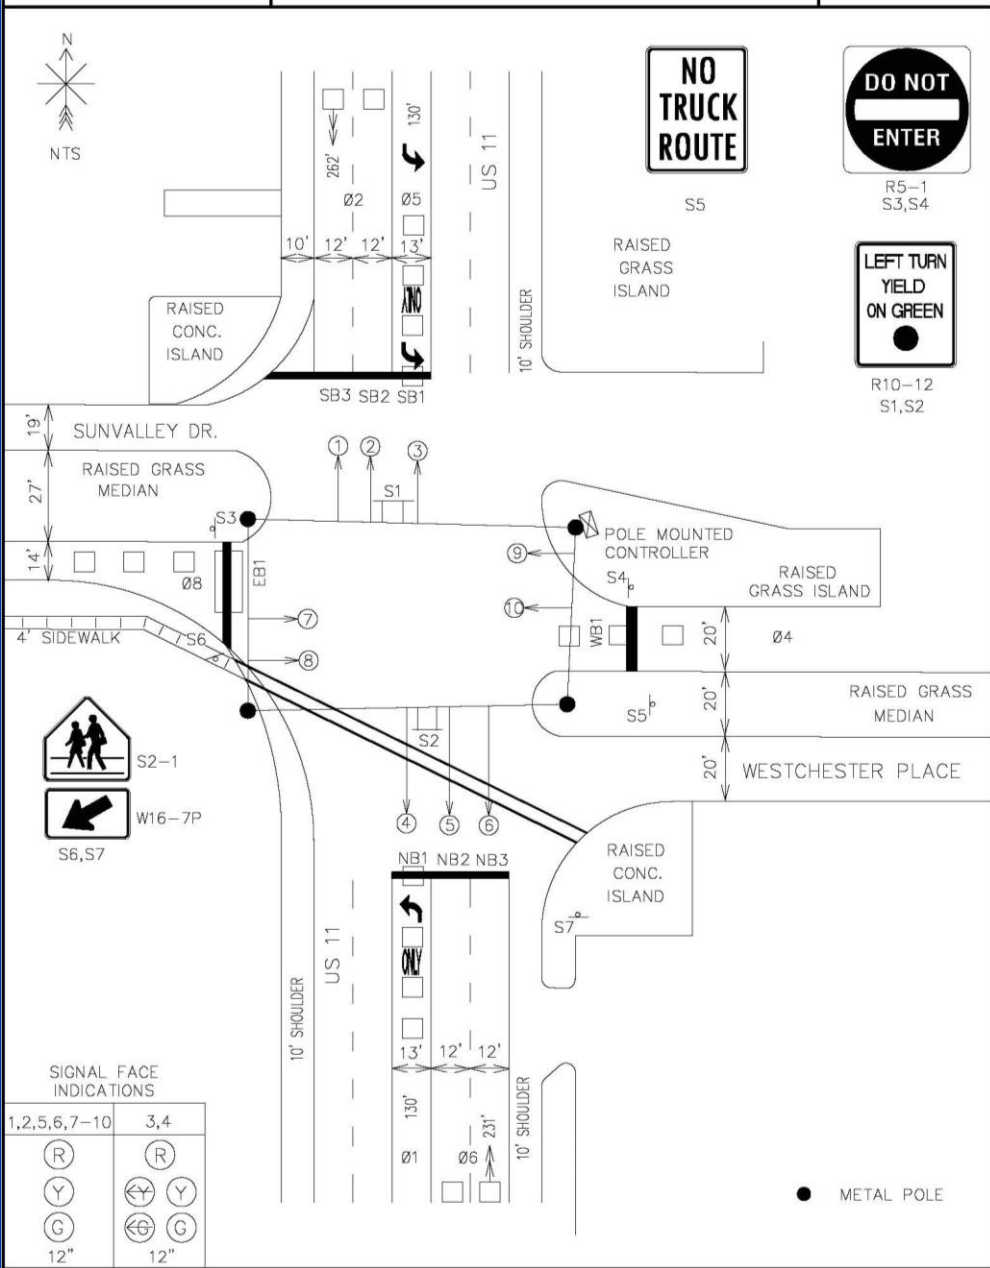 N
NTS
NO
TRUCK
ROUTE
S5
DO NOT
ENTER
R5-1
S3,S4
LEFT TURN
YIELD
ON GREEN
R10-12
S1,S2
262'
130'
Ø2
Ø5
US 11
10'
12'
12'
13'
ONLY
10' SHOULDER
RAISED
GRASS
ISLAND
RAISED
CONC.
ISLAND
SB3 SB2 SB1
19'
SUNVALLEY DR.
27'
RAISED GRASS
MEDIAN
14'
Ø8
S3
EB1
S6
4' SIDEWALK
1
2
3
S1
POLE MOUNTED
CONTROLLER
9
10
S4
RAISED
GRASS ISLAND
WB1
20'
Ø4
7
8
20'
S5
RAISED GRASS
MEDIAN
20'
WESTCHESTER PLACE
S2
4
5
6
S2-1
W16-7P
S6,S7
NB1 NB2 NB3
RAISED
CONC.
ISLAND
S7
US 11
ONLY
10' SHOULDER
13'
12'
12'
130'
231'
10' SHOULDER
Ø1
Ø6
SIGNAL FACE
INDICATIONS
1,2,5,6,7-10
3,4
R
R
Y
Y Y
G
G G
12"
12"
METAL POLE